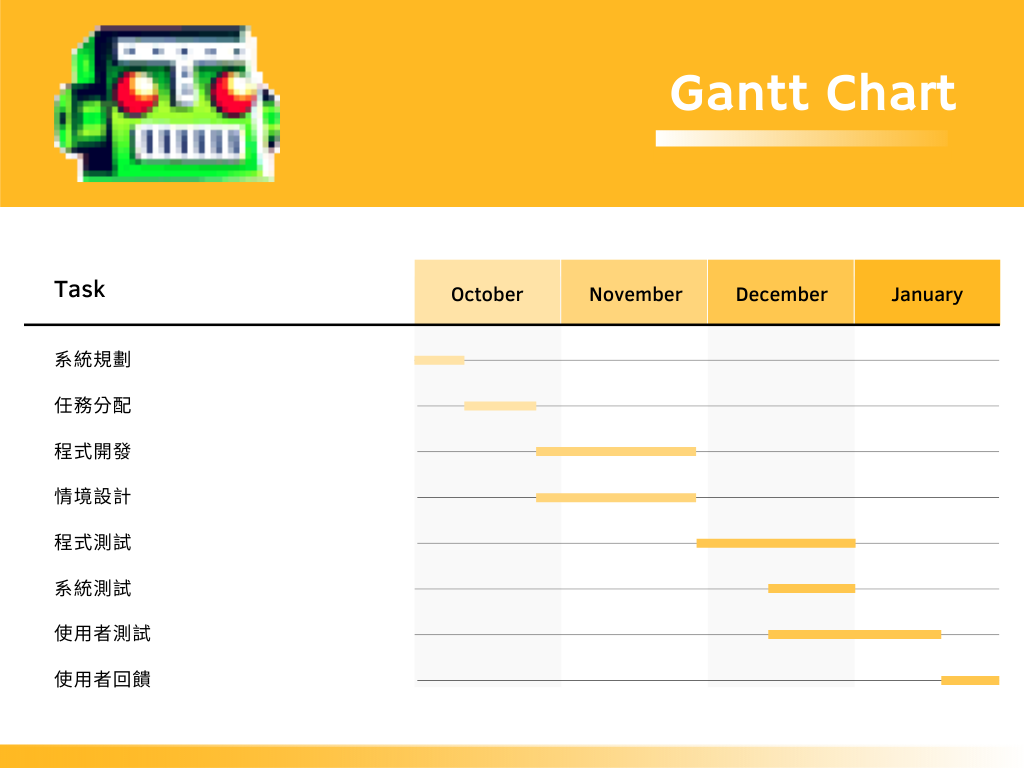 Gantt Chart
Task
October
November
December
January
系統規劃
任務分配
程式開發
情境設計
程式測試
系統測試
使用者測試
使用者回饋